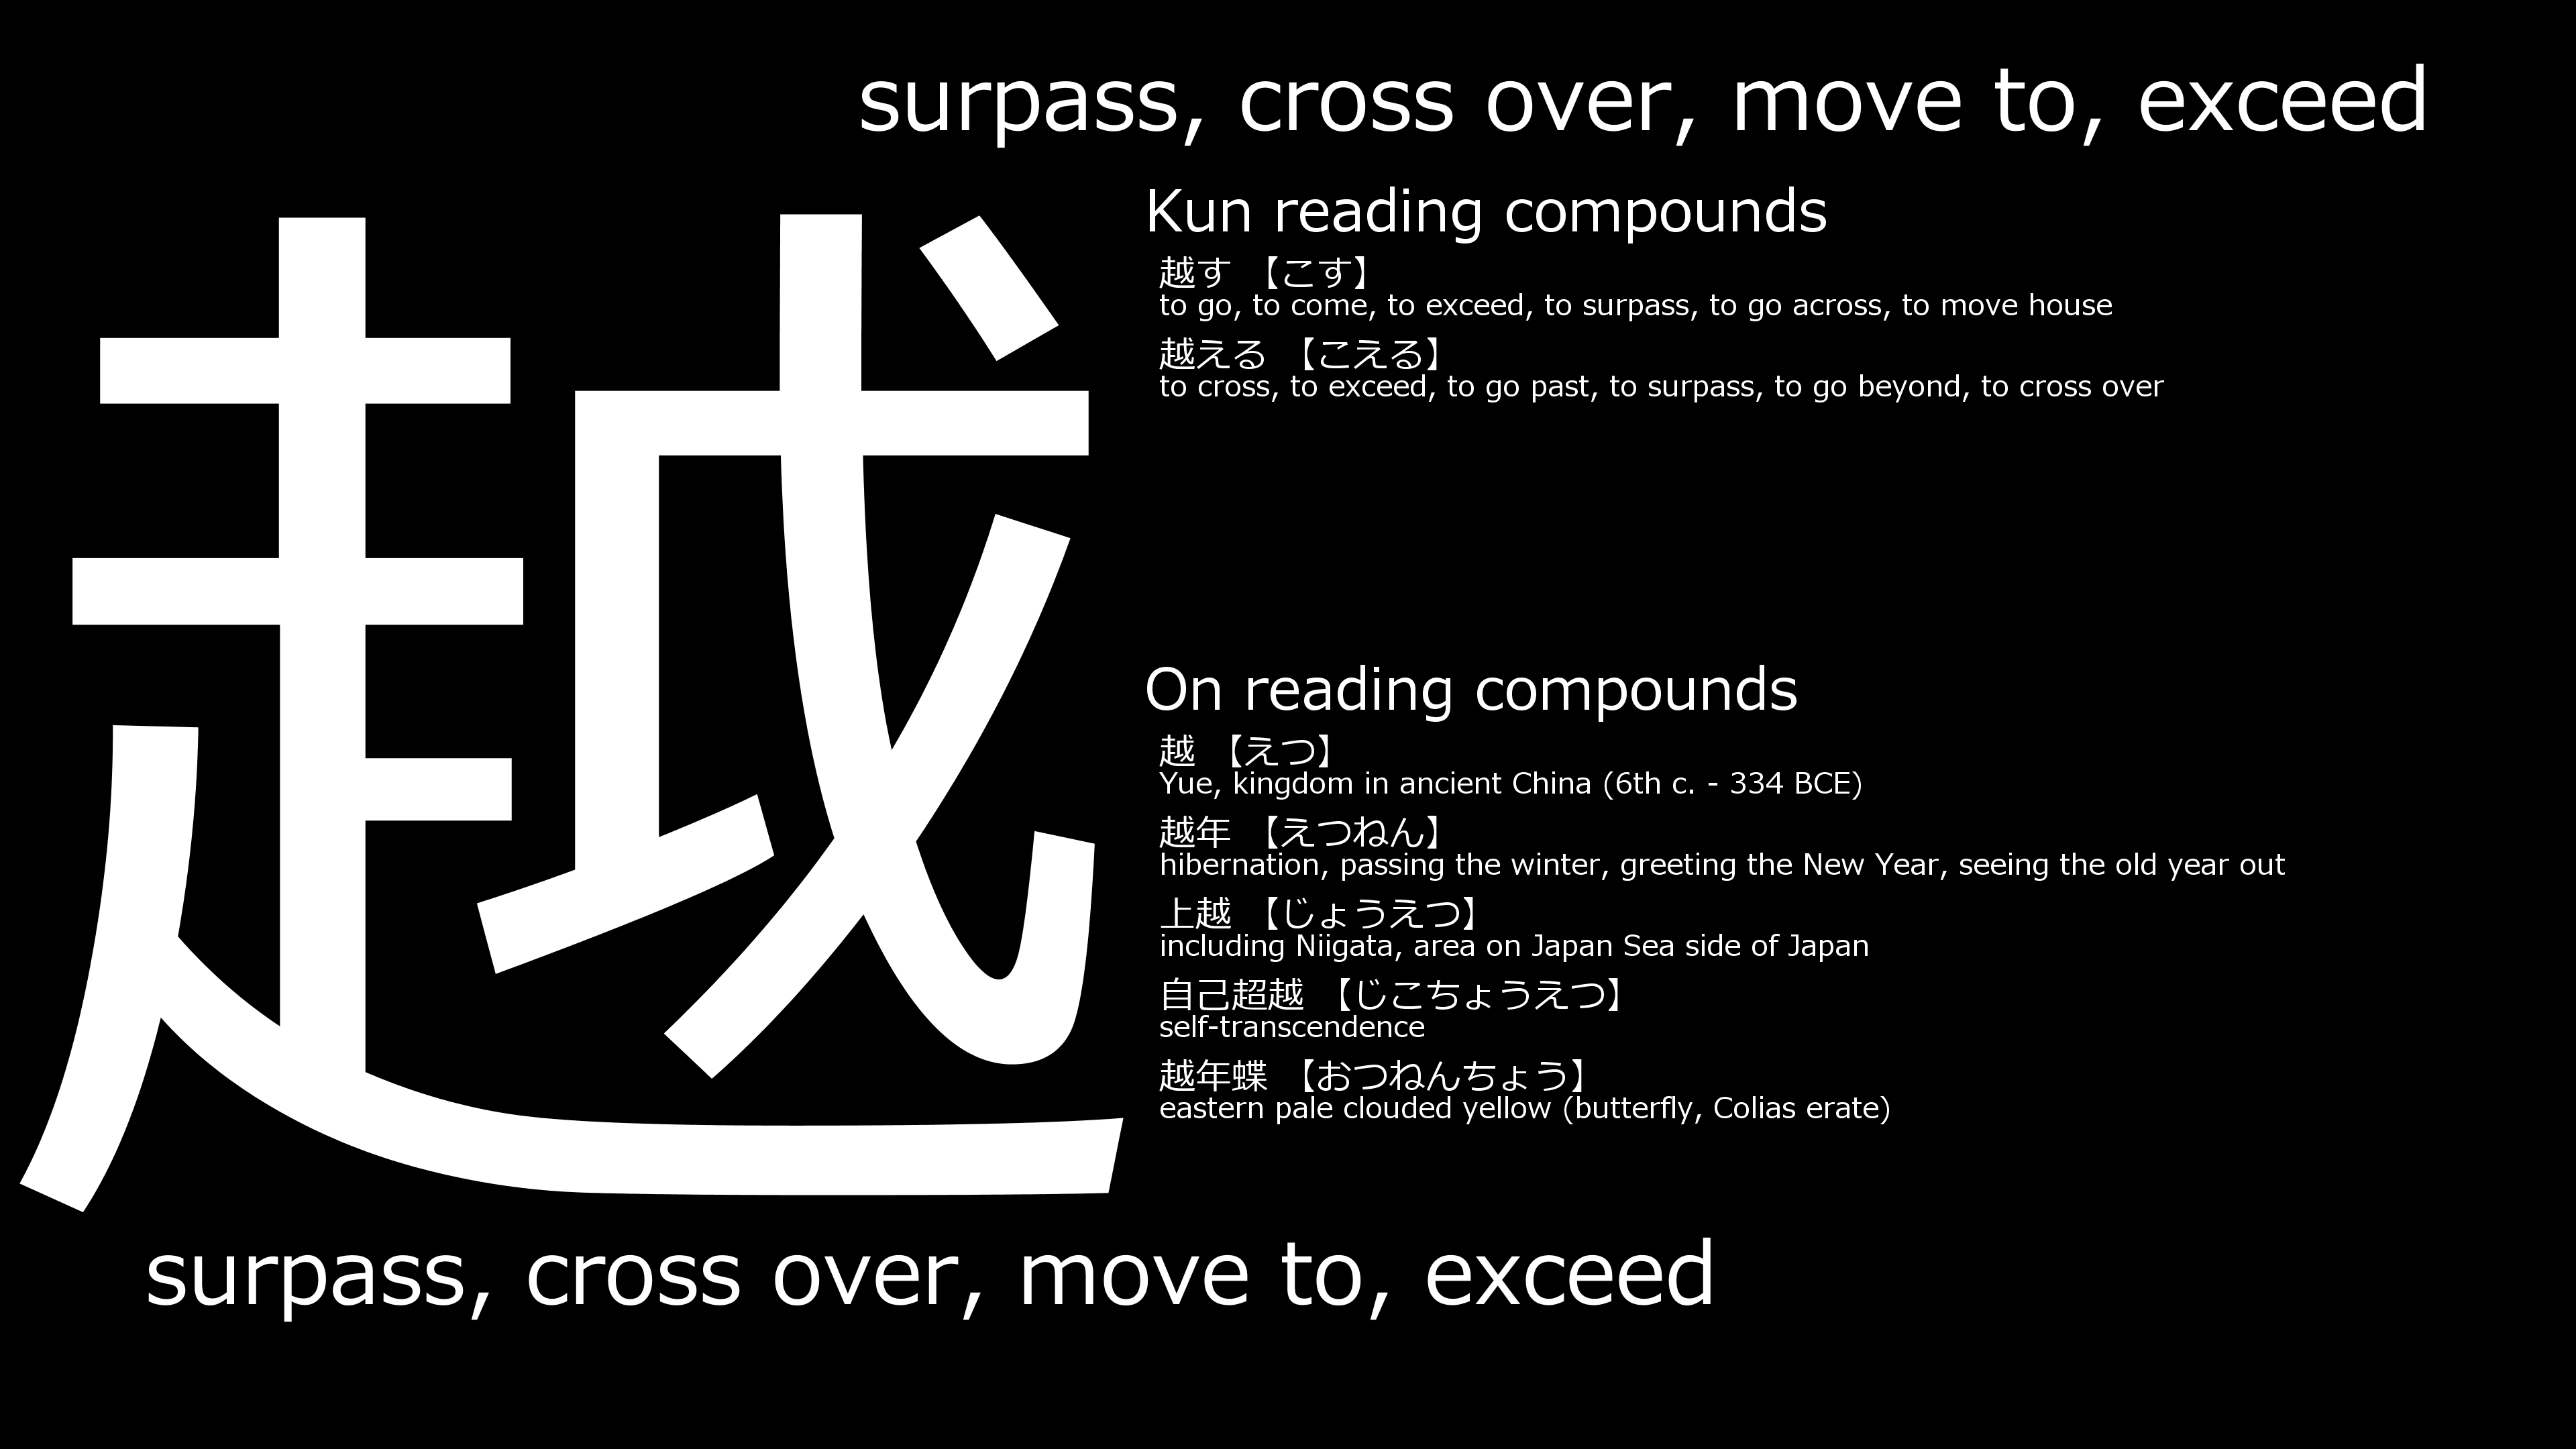 surpass, cross over, move to, exceed
越
Kun reading compounds
越す 【こす】
to go, to come, to exceed, to surpass, to go across, to move house
越える 【こえる】
to cross, to exceed, to go past, to surpass, to go beyond, to cross over
On reading compounds
越 【えつ】
Yue, kingdom in ancient China (6th c. - 334 BCE)
越年 【えつねん】
hibernation, passing the winter, greeting the New Year, seeing the old year out
上越 【じょうえつ】
including Niigata, area on Japan Sea side of Japan
自己超越 【じこちょうえつ】
self-transcendence
越年蝶 【おつねんちょう】
eastern pale clouded yellow (butterfly, Colias erate)
surpass, cross over, move to, exceed